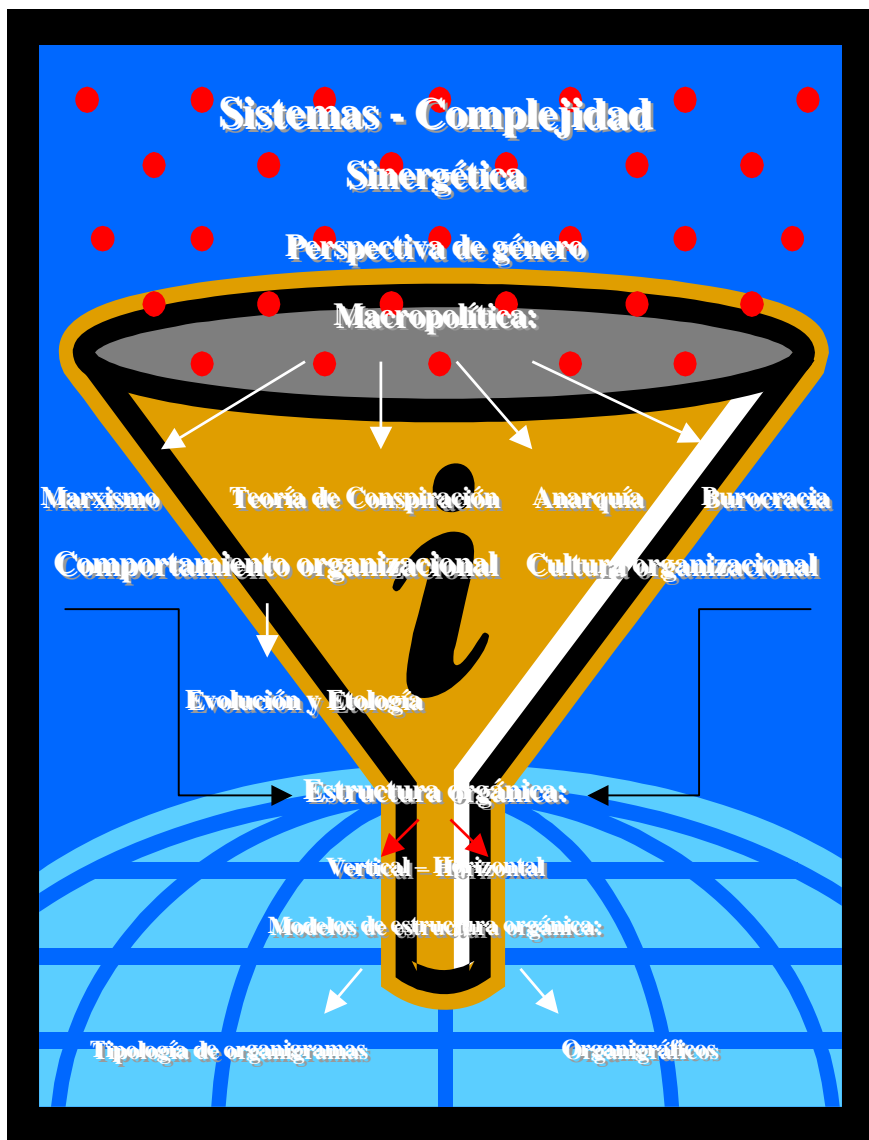 Sistemas - Complejidad
Sinergética
Perspectiva de género
Macropolítica:
Marxismo Teoría de Conspiración Anarquía Burocracia
Comportamiento organizacional Cultura organizacional
Evolución y Etología
Estructura orgánica:
Vertical – Horizontal
Modelos de estructura orgánica:
Tipología de organigramas Organigráficos